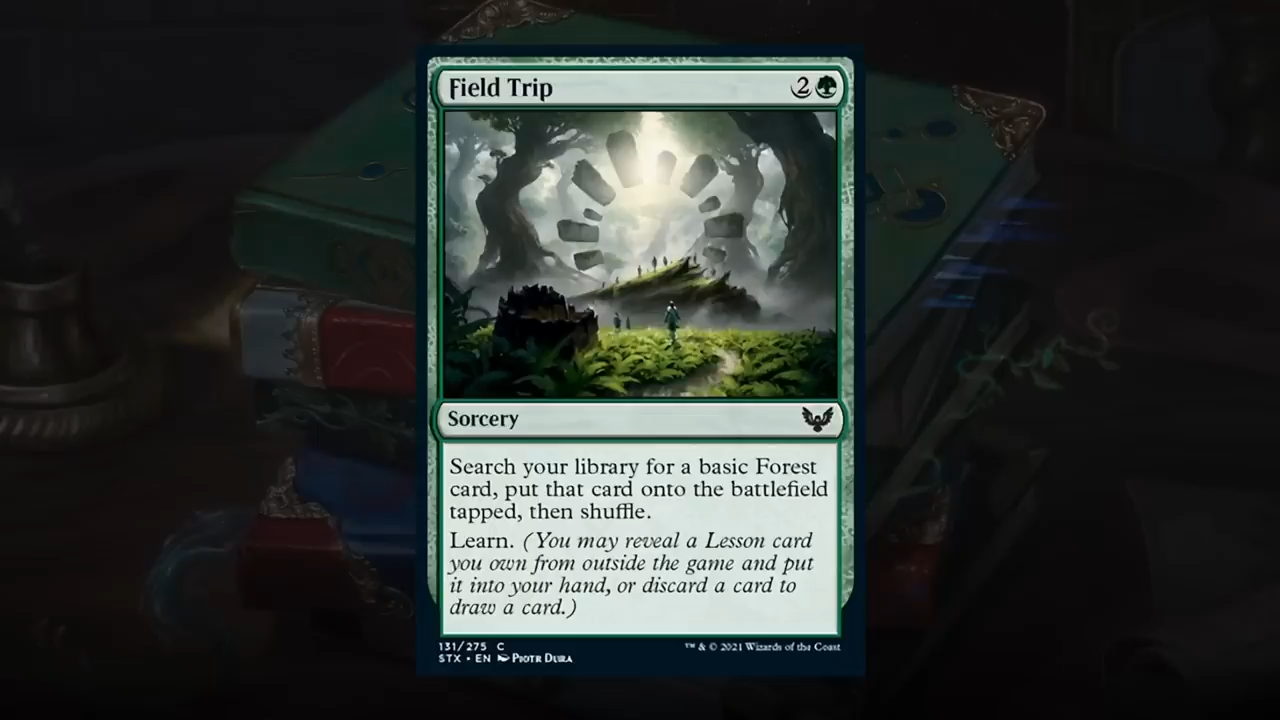 Field Trip 2
Sorcery
Search your library for a basic Forest
card, put that card onto the battlefield
tapped, then shuffle.
Learn. (You may reveal a Lesson card
you own from outside the game and put
it into your hand, or discard a card to
draw a card.)
131/275 C
STX • EN Piotr Dura
™ & © 2021 Wizards of the Coast